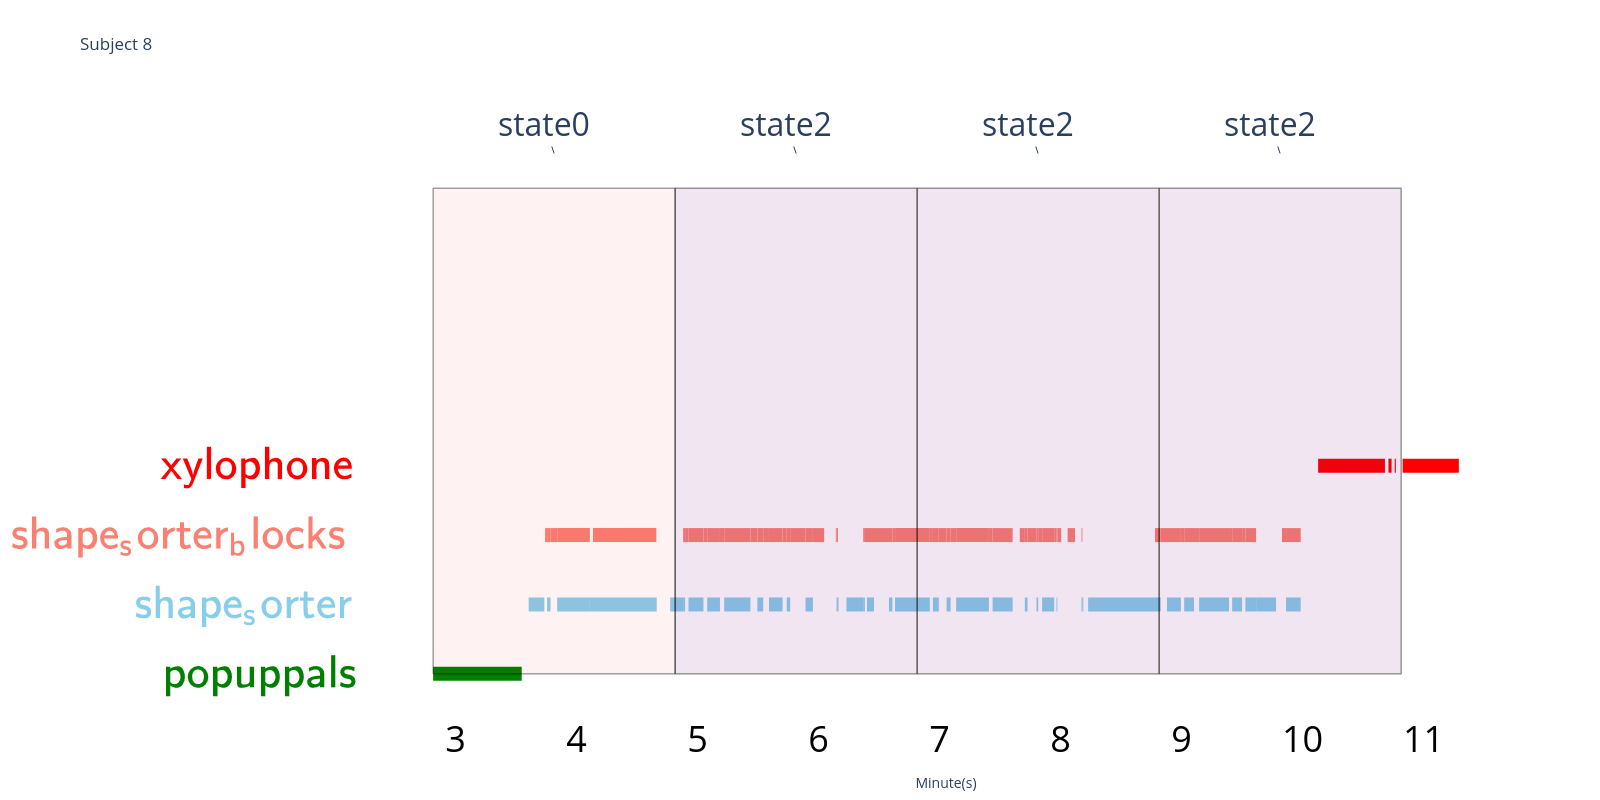 Subject 8
state0 state2 state2 state2
xylophone
shapesorterblocks
shapesorter
popuppals
3 4 5 6 7 8 9 10 11
Minute(s)